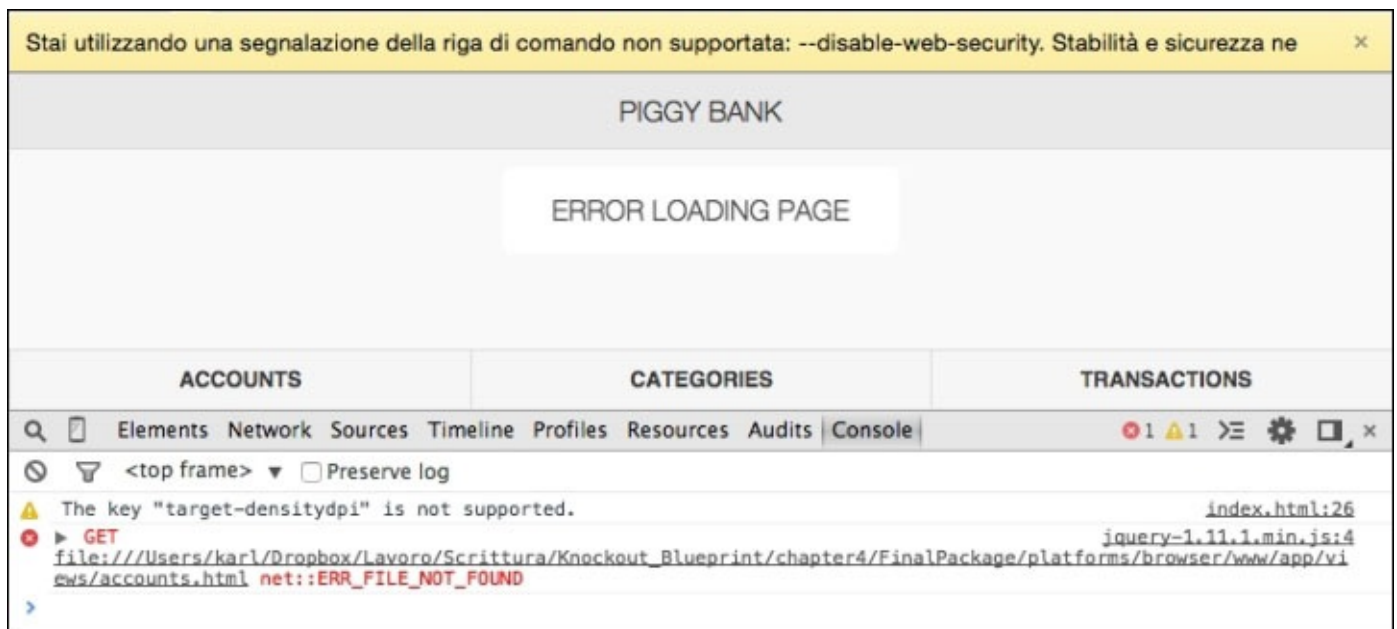 Stai utilizzando una segnalazione della riga di comando non supportata: --disable-web-security. Stabilità e sicurezza ne ×
PIGGY BANK
ERROR LOADING PAGE
ACCOUNTS CATEGORIES TRANSACTIONS
Elements Network Sources Timeline Profiles Resources Audits Console 1 1 ×
<top frame> ▼ Preserve log
The key "target-densitydpi" is not supported. index.html:26
▶ GET jquery-1.11.1.min.js:4
file:///Users/karl/Dropbox/Lavoro/Scrittura/Knockout_Blueprint/chapter4/FinalPackage/platforms/browser/www/app/vi
ews/accounts.html net::ERR_FILE_NOT_FOUND
>